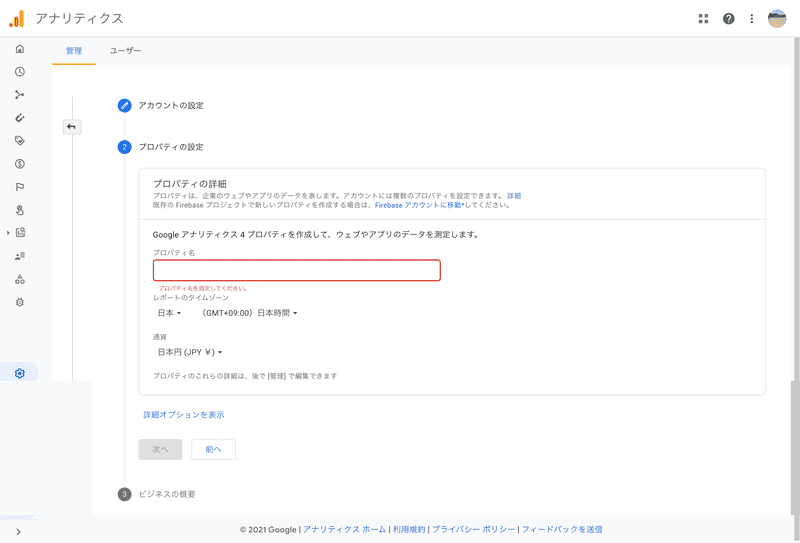 アナリティクス
管理
ユーザー
アカウントの設定
2
プロパティの設定
プロパティの詳細
プロパティは、企業のウェブやアプリのデータを表します。アカウントには複数のプロパティを設定できます。 詳細
既存の Firebase プロジェクトで新しいプロパティを作成する場合は、Firebase アカウントに移動してください。
Google アナリティクス 4 プロパティを作成して、ウェブやアプリのデータを測定します。
プロパティ名
プロパティ名を指定してください。
レポートのタイムゾーン
日本 (GMT+09:00) 日本時間
通貨
日本円 (JPY ¥)
プロパティのこれらの詳細は、後で [管理] で編集できます
詳細オプションを表示
次へ
前へ
3
ビジネスの概要
© 2021 Google | アナリティクス ホーム | 利用規約 | プライバシー ポリシー | フィードバックを送信